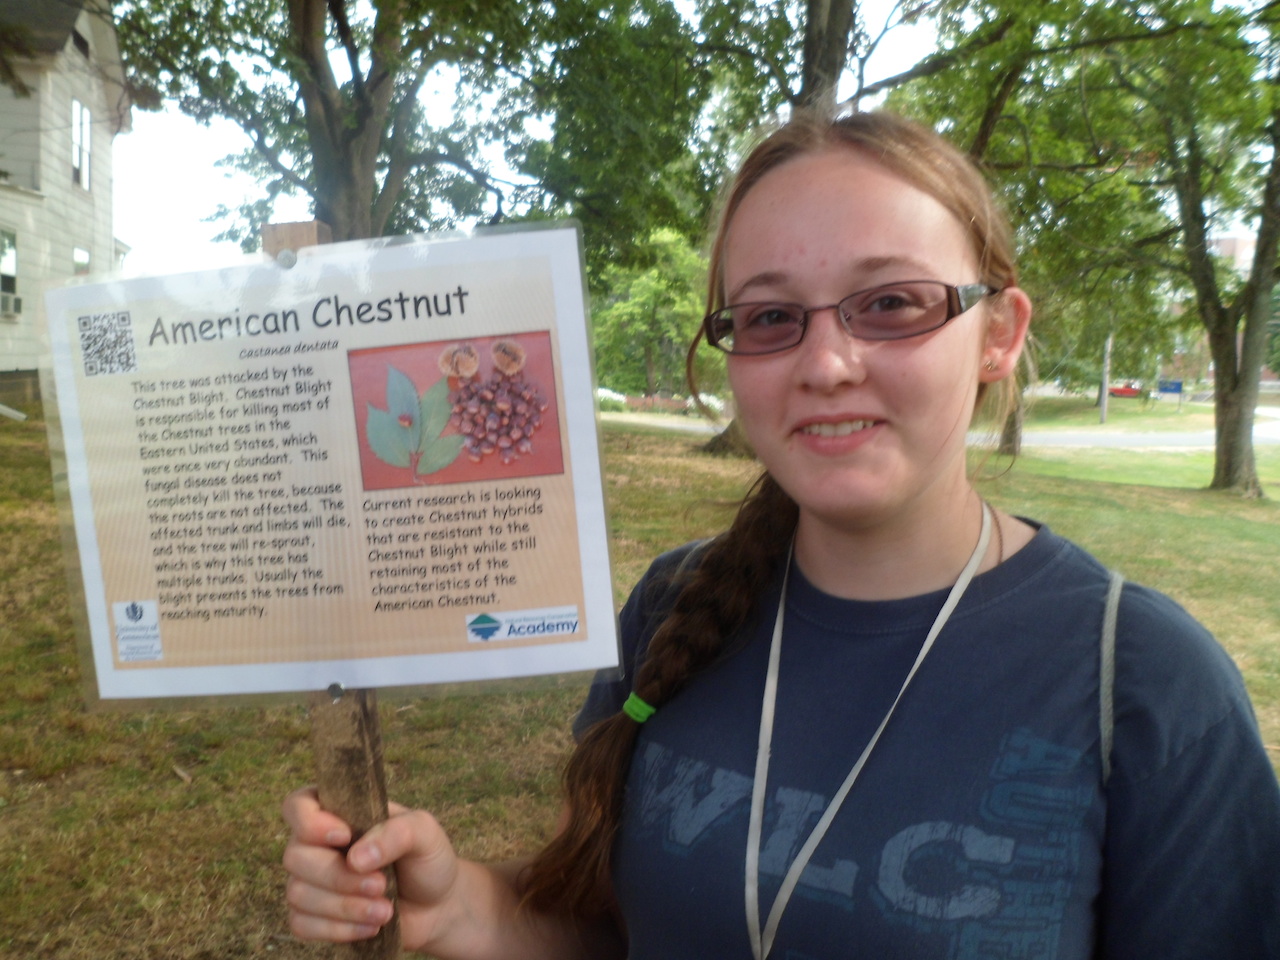 American Chestnut
Castanea dentata
This tree was attacked by the
Chestnut Blight. Chestnut Blight
is responsible for killing most of
the Chestnut trees in the
Eastern United States, which
were once very abundant. This
fungal disease does not
completely kill the tree, because
the roots are not affected. The
affected trunk and limbs will die,
and the tree will re-sprout,
which is why this tree has
multiple trunks. Usually the
blight prevents the trees from
reaching maturity.
Current research is looking
to create Chestnut hybrids
that are resistant to the
Chestnut Blight while still
retaining most of the
characteristics of the
American Chestnut.
University of
Connecticut
Academy
WLC